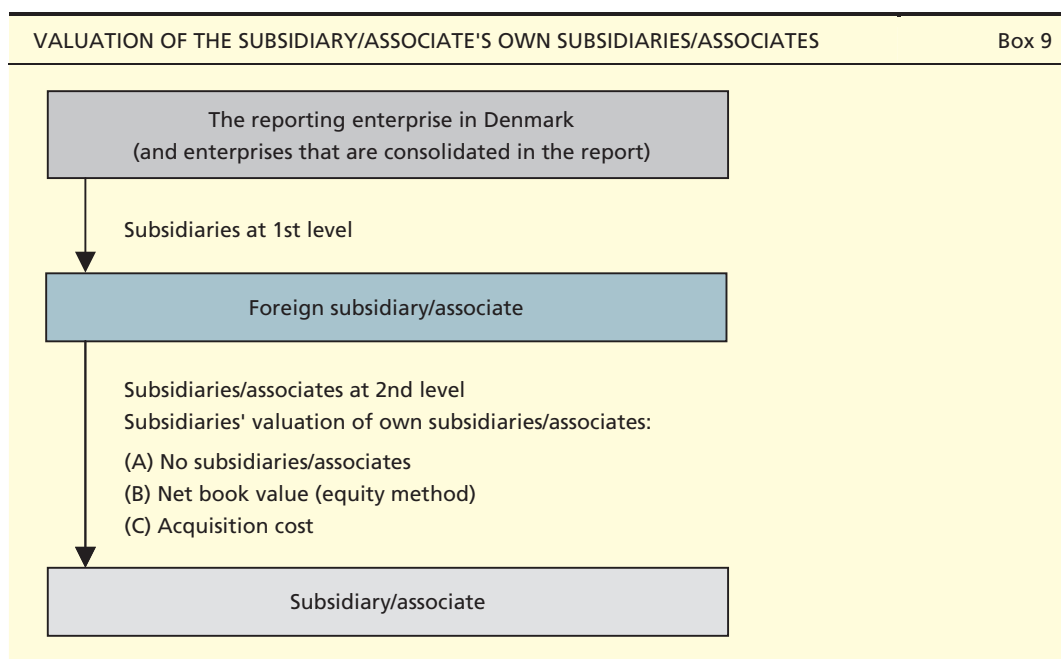 VALUATION OF THE SUBSIDIARY/ASSOCIATE'S OWN SUBSIDIARIES/ASSOCIATES Box 9
The reporting enterprise in Denmark
(and enterprises that are consolidated in the report)
Subsidiaries at 1st level
Foreign subsidiary/associate
Subsidiaries/associates at 2nd level
Subsidiaries' valuation of own subsidiaries/associates:
(A) No subsidiaries/associates
(B) Net book value (equity method)
(C) Acquisition cost
Subsidiary/associate